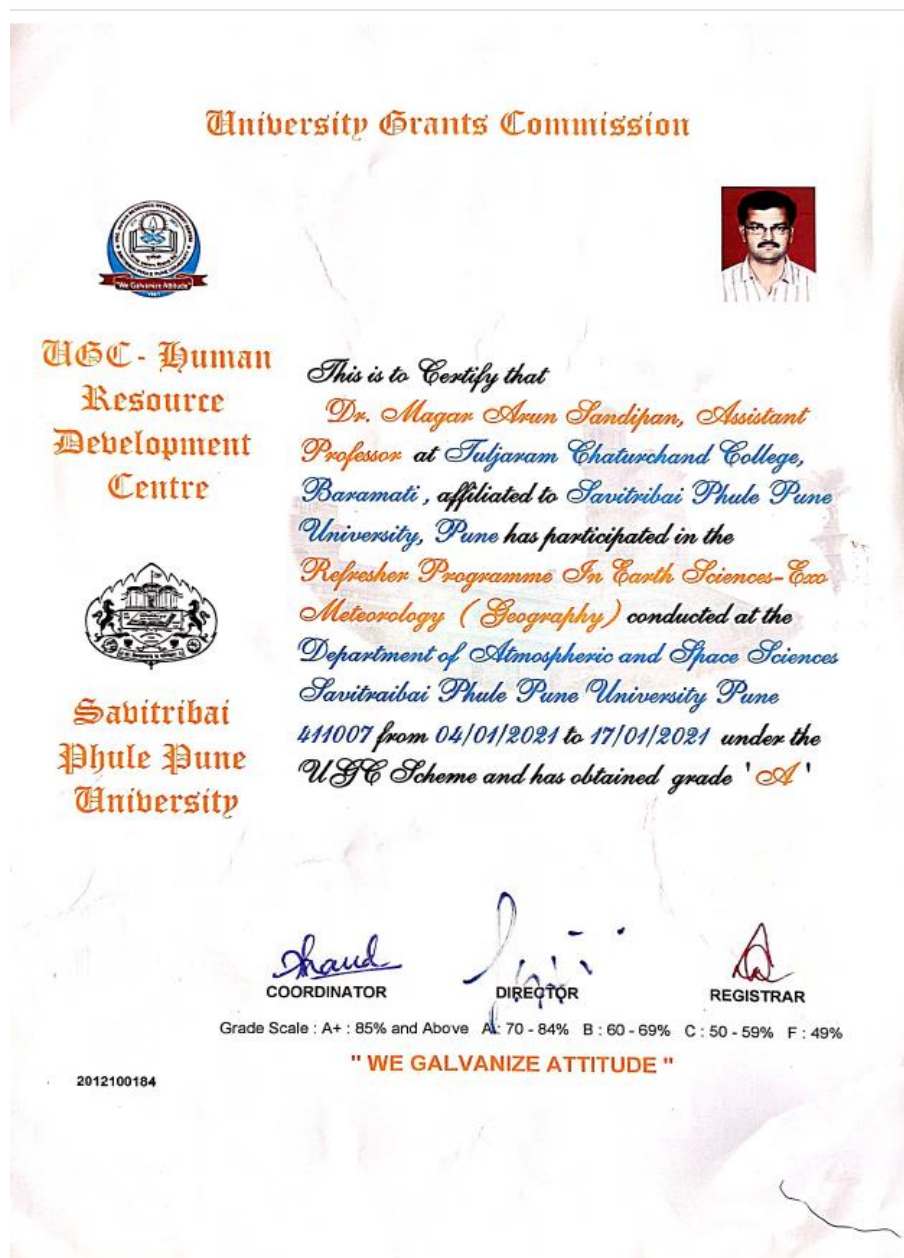 University Grants Commission
"We Galvanize Attitude"
UGC - Human
Resource
Development
Centre
Savitribai
Phule Pune
University
This is to Certify that
Dr. Magar Arun Sandipan, Assistant
Professor at Tuljaram Chaturchand College,
Baramati , affiliated to Savitribai Phule Pune
University, Pune has participated in the
Refresher Programme In Earth Sciences-Exo
Meteorology ( Geography) conducted at the
Department of Atmospheric and Space Sciences
Savitraibai Phule Pune University Pune
411007 from 04/01/2021 to 17/01/2021 under the
UGC Scheme and has obtained grade ' A '
COORDINATOR
DIRECTOR
REGISTRAR
Grade Scale : A+ : 85% and Above A : 70 - 84% B : 60 - 69% C : 50 - 59% F : 49%
" WE GALVANIZE ATTITUDE "
2012100184